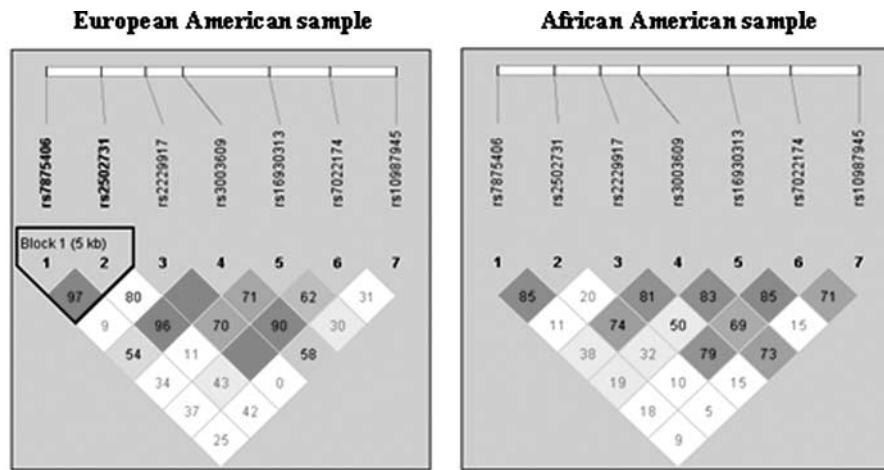 European American sample
African American sample
rs7875406
rs2502731
rs2229917
rs3003609
rs16930313
rs7022174
rs10987945
Block 1 (5 kb)
1 2 3 4 5 6 7
97 80 71 62 31
9 96 70 90 30
54 11 58
34 43 0
37 42
25
rs7875406
rs2502731
rs2229917
rs3003609
rs16930313
rs7022174
rs10987945
1 2 3 4 5 6 7
85 20 81 83 85 71
11 74 50 69 15
38 32 79 73
19 10 15
18 5
9